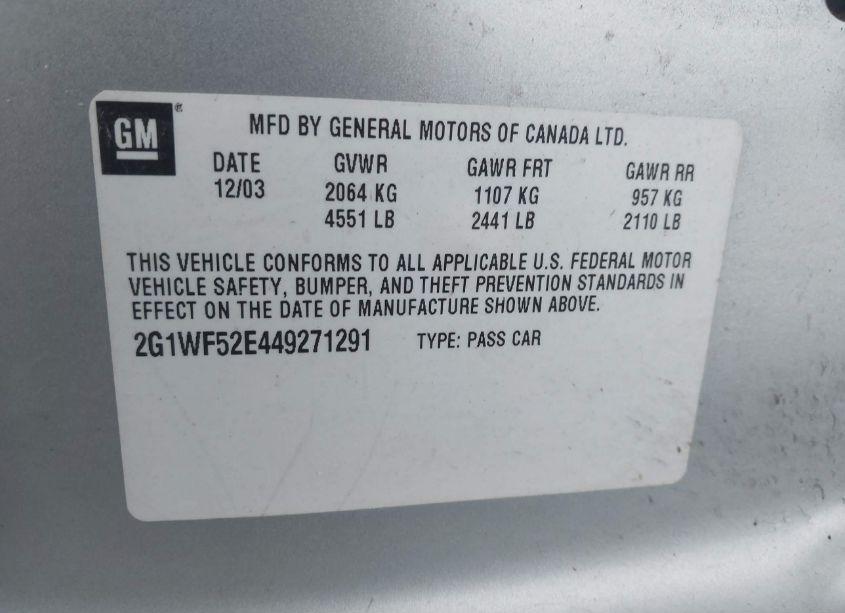 GM®
MFD BY GENERAL MOTORS OF CANADA LTD.
DATE GVWR GAWR FRT GAWR RR
12/03 2064 KG 1107 KG 957 KG
4551 LB 2441 LB 2110 LB
THIS VEHICLE CONFORMS TO ALL APPLICABLE U.S. FEDERAL MOTOR
VEHICLE SAFETY, BUMPER, AND THEFT PREVENTION STANDARDS IN
EFFECT ON THE DATE OF MANUFACTURE SHOWN ABOVE.
2G1WF52E449271291 TYPE: PASS CAR